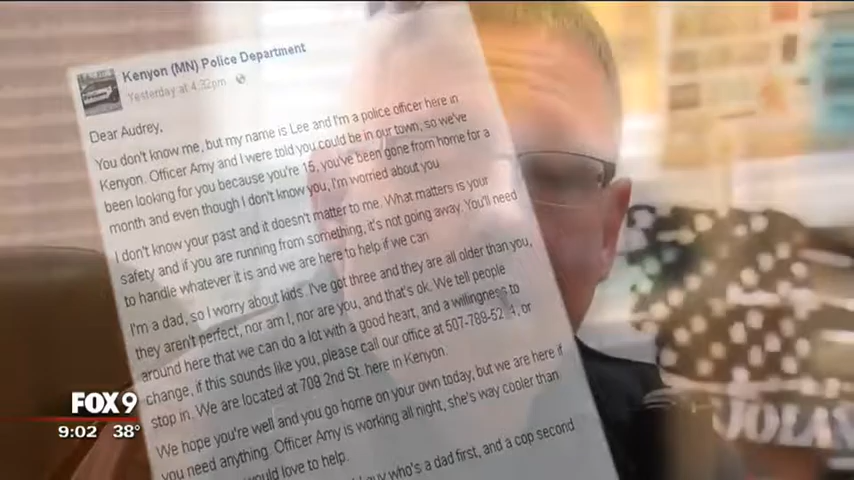 Kenyon (MN) Police Department
Yesterday at 4:32pm
Dear Audrey,
You don't know me, but my name is Lee and I'm a police officer here in
Kenyon. Officer Amy and I were told you could be in our town, so we've
been looking for you because you're 15, you've been gone from home for a
month and even though I don't know you, I'm worried about you
I don't know your past and it doesn't matter to me. What matters is your
safety and if you are running from something, it's not going away. You'll need
to handle whatever it is and we are here to help if we can
I'm a dad, so I worry about kids. I've got three and they are all older than you,
they aren't perfect, nor am I, nor are you, and that's ok. We tell people
around here that we can do a lot with a good heart, and a willingness to
change, if this sounds like you, please call our office at 507-789-52 4, or
stop in. We are located at 709 2nd St. here in Kenyon.
We hope you're well and you go home on your own today, but we are here if
you need anything. Officer Amy is working all night, she's way cooler than
would love to help.
guy who's a dad first, and a cop second
FOX 9
9:02 38°